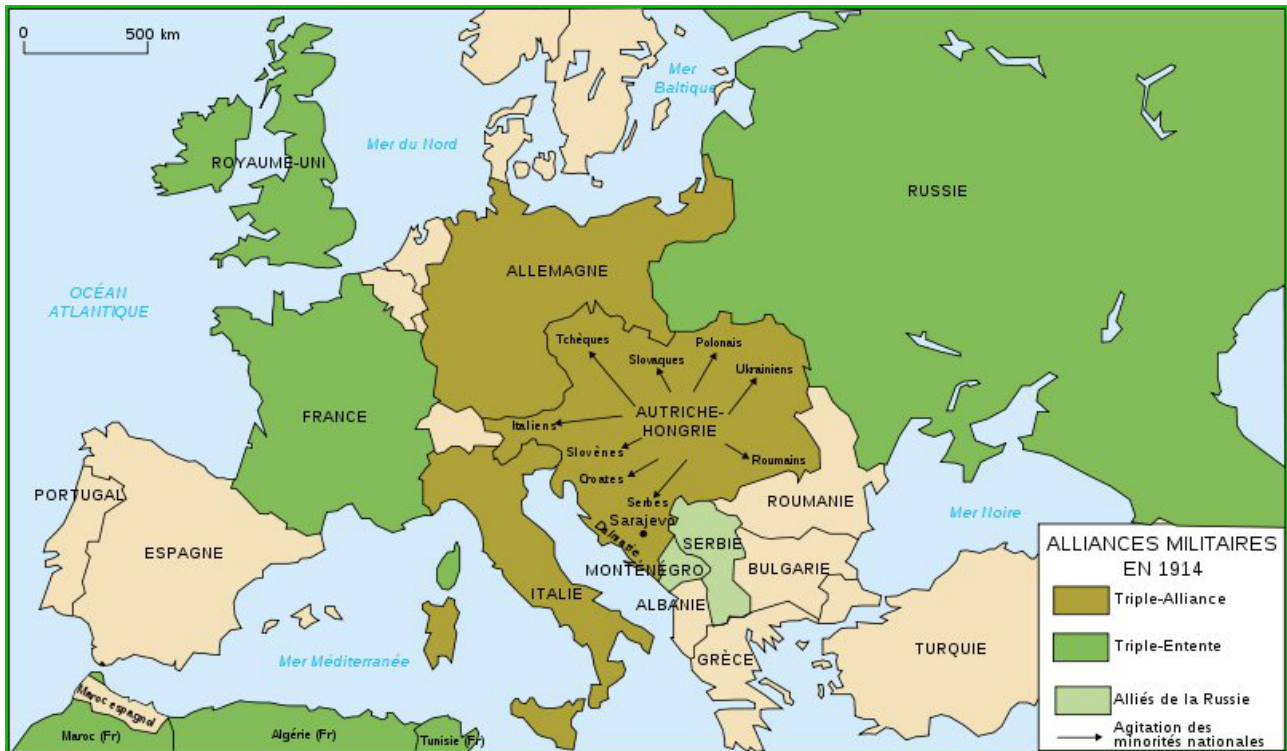 0 500 km
Mer
Baltique
Mer du Nord
ROYAUME-UNI
RUSSIE
OCÉAN
ATLANTIQUE
ALLEMAGNE
Tchèques
Slovaques
Polonais
Ukrainiens
FRANCE
AUTRICHE-
HONGRIE
Italiens
Slovènes
Croates
Serbes
Roumains
PORTUGAL
ESPAGNE
Sarajevo
Dalmatie
SERBIE
MONTÉNÉGRO
ROUMANIE
BULGARIE
Mer Noire
ITALIE
ALBANIE
GRÈCE
TURQUIE
Mer Méditerranée
Maroc espagnol
Maroc (Fr)
Algérie (Fr)
Tunisie (Fr)
ALLIANCES MILITAIRES
EN 1914
Triple-Alliance
Triple-Entente
Alliés de la Russie
Agitation des
minorités nationales